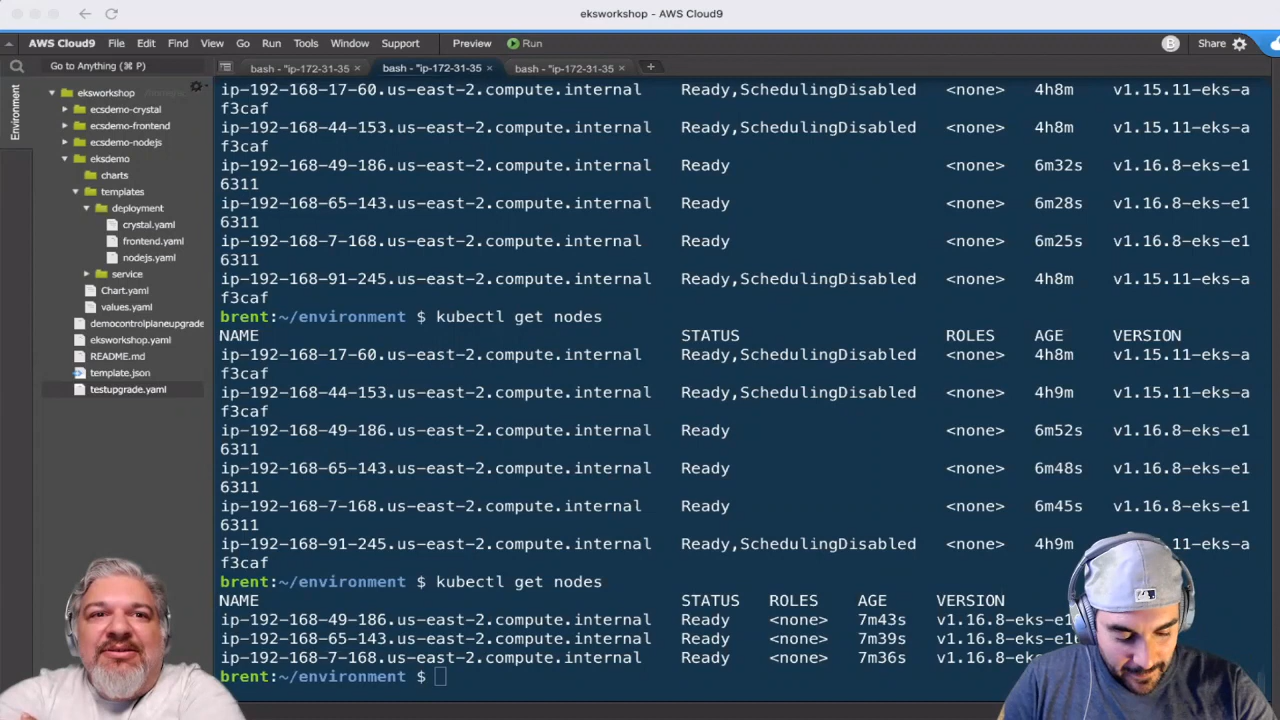 eksworkshop - AWS Cloud9
AWS Cloud9 File Edit Find View Go Run Tools Window Support Preview Run B Share
Go to Anything (⌘ P) bash - "ip-172-31-35 × bash - "ip-172-31-35 × bash - "ip-172-31-35 ×
Environment
eksworkshop
ecsdemo-crystal
ecsdemo-frontend
ecsdemo-nodejs
eksdemo
charts
templates
deployment
crystal.yaml
frontend.yaml
nodejs.yaml
service
Chart.yaml
values.yaml
democontrolplaneupgrade
eksworkshop.yaml
README.md
template.json
testupgrade.yaml
ip-192-168-17-60.us-east-2.compute.internal Ready,SchedulingDisabled <none> 4h8m v1.15.11-eks-a
f3caf
ip-192-168-44-153.us-east-2.compute.internal Ready,SchedulingDisabled <none> 4h8m v1.15.11-eks-a
f3caf
ip-192-168-49-186.us-east-2.compute.internal Ready <none> 6m32s v1.16.8-eks-e1
6311
ip-192-168-65-143.us-east-2.compute.internal Ready <none> 6m28s v1.16.8-eks-e1
6311
ip-192-168-7-168.us-east-2.compute.internal Ready <none> 6m25s v1.16.8-eks-e1
6311
ip-192-168-91-245.us-east-2.compute.internal Ready,SchedulingDisabled <none> 4h8m v1.15.11-eks-a
f3caf
brent:~/environment $ kubectl get nodes
NAME STATUS ROLES AGE VERSION
ip-192-168-17-60.us-east-2.compute.internal Ready,SchedulingDisabled <none> 4h8m v1.15.11-eks-a
f3caf
ip-192-168-44-153.us-east-2.compute.internal Ready,SchedulingDisabled <none> 4h9m v1.15.11-eks-a
f3caf
ip-192-168-49-186.us-east-2.compute.internal Ready <none> 6m52s v1.16.8-eks-e1
6311
ip-192-168-65-143.us-east-2.compute.internal Ready <none> 6m48s v1.16.8-eks-e1
6311
ip-192-168-7-168.us-east-2.compute.internal Ready <none> 6m45s v1.16.8-eks-e1
6311
ip-192-168-91-245.us-east-2.compute.internal Ready,SchedulingDisabled <none> 4h9m .11-eks-a
f3caf
brent:~/environment $ kubectl get nodes
NAME STATUS ROLES AGE VERSION
ip-192-168-49-186.us-east-2.compute.internal Ready <none> 7m43s v1.16.8-eks-e1
ip-192-168-65-143.us-east-2.compute.internal Ready <none> 7m39s v1.16.8-eks-e
ip-192-168-7-168.us-east-2.compute.internal Ready <none> 7m36s v1.16.8-ek
brent:~/environment $